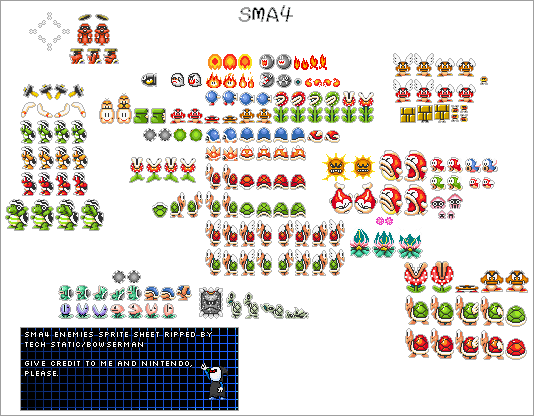 SMA4
SMA4 ENEMIES SPRITE SHEET RIPPED BY
TECH STATIC/BOWSERMAN
GIVE CREDIT TO ME AND NINTENDO,
PLEASE.